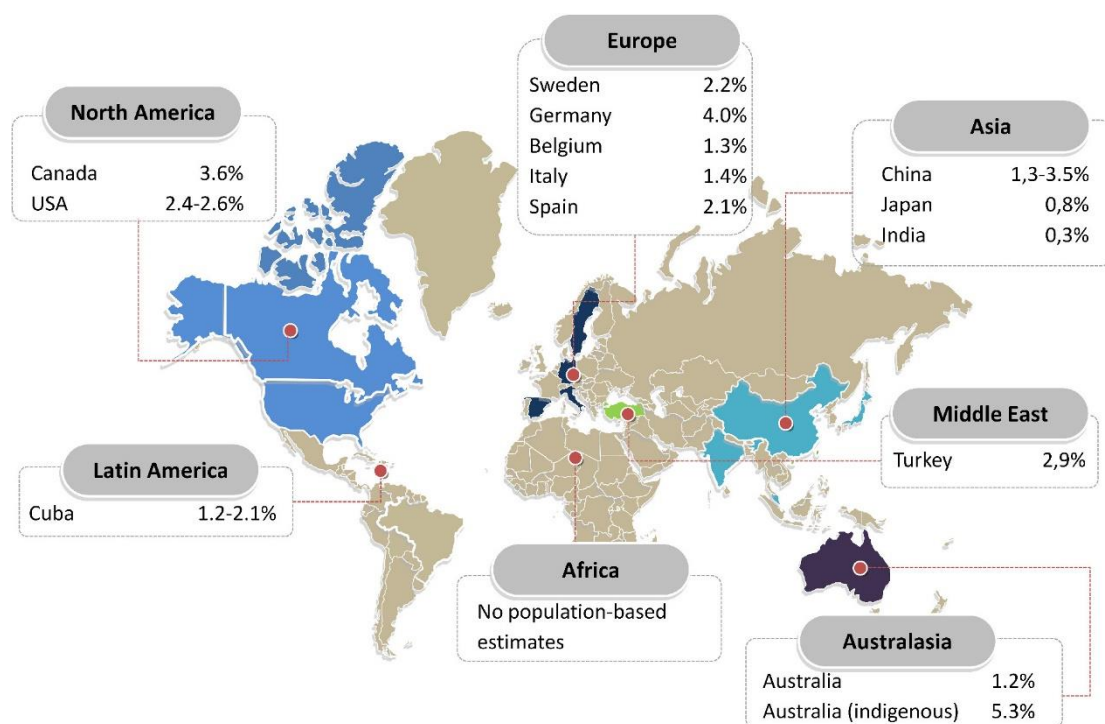 North America
Canada 3.6%
USA 2.4-2.6%
Europe
Sweden 2.2%
Germany 4.0%
Belgium 1.3%
Italy 1.4%
Spain 2.1%
Asia
China 1,3-3.5%
Japan 0,8%
India 0,3%
Latin America
Cuba 1.2-2.1%
Africa
No population-based
estimates
Middle East
Turkey 2,9%
Australasia
Australia 1.2%
Australia (indigenous) 5.3%